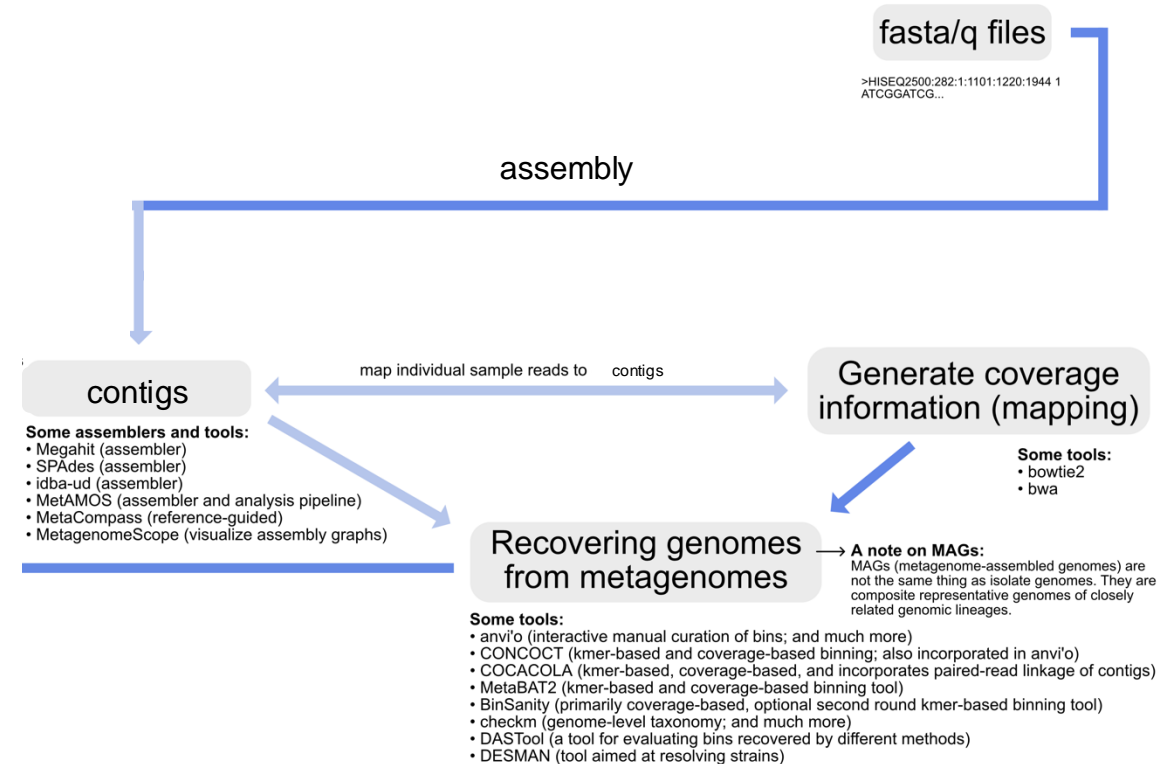 fasta/q files
>HISEQ2500:282:1:1101:1220:1944 1
ATCGGATCG...
assembly
contigs
map individual sample reads to contigs
Generate coverage
information (mapping)
Some assemblers and tools:
• Megahit (assembler)
• SPAdes (assembler)
• idba-ud (assembler)
• MetAMOS (assembler and analysis pipeline)
• MetaCompass (reference-guided)
• MetagenomeScope (visualize assembly graphs)
Some tools:
• bowtie2
• bwa
Recovering genomes
from metagenomes
A note on MAGs:
MAGs (metagenome-assembled genomes) are
not the same thing as isolate genomes. They are
composite representative genomes of closely
related genomic lineages.
Some tools:
• anvi'o (interactive manual curation of bins; and much more)
• CONCOCT (kmer-based and coverage-based binning; also incorporated in anvi'o)
• COCACOLA (kmer-based, coverage-based, and incorporates paired-read linkage of contigs)
• MetaBAT2 (kmer-based and coverage-based binning tool)
• BinSanity (primarily coverage-based, optional second round kmer-based binning tool)
• checkm (genome-level taxonomy; and much more)
• DASTool (a tool for evaluating bins recovered by different methods)
• DESMAN (tool aimed at resolving strains)